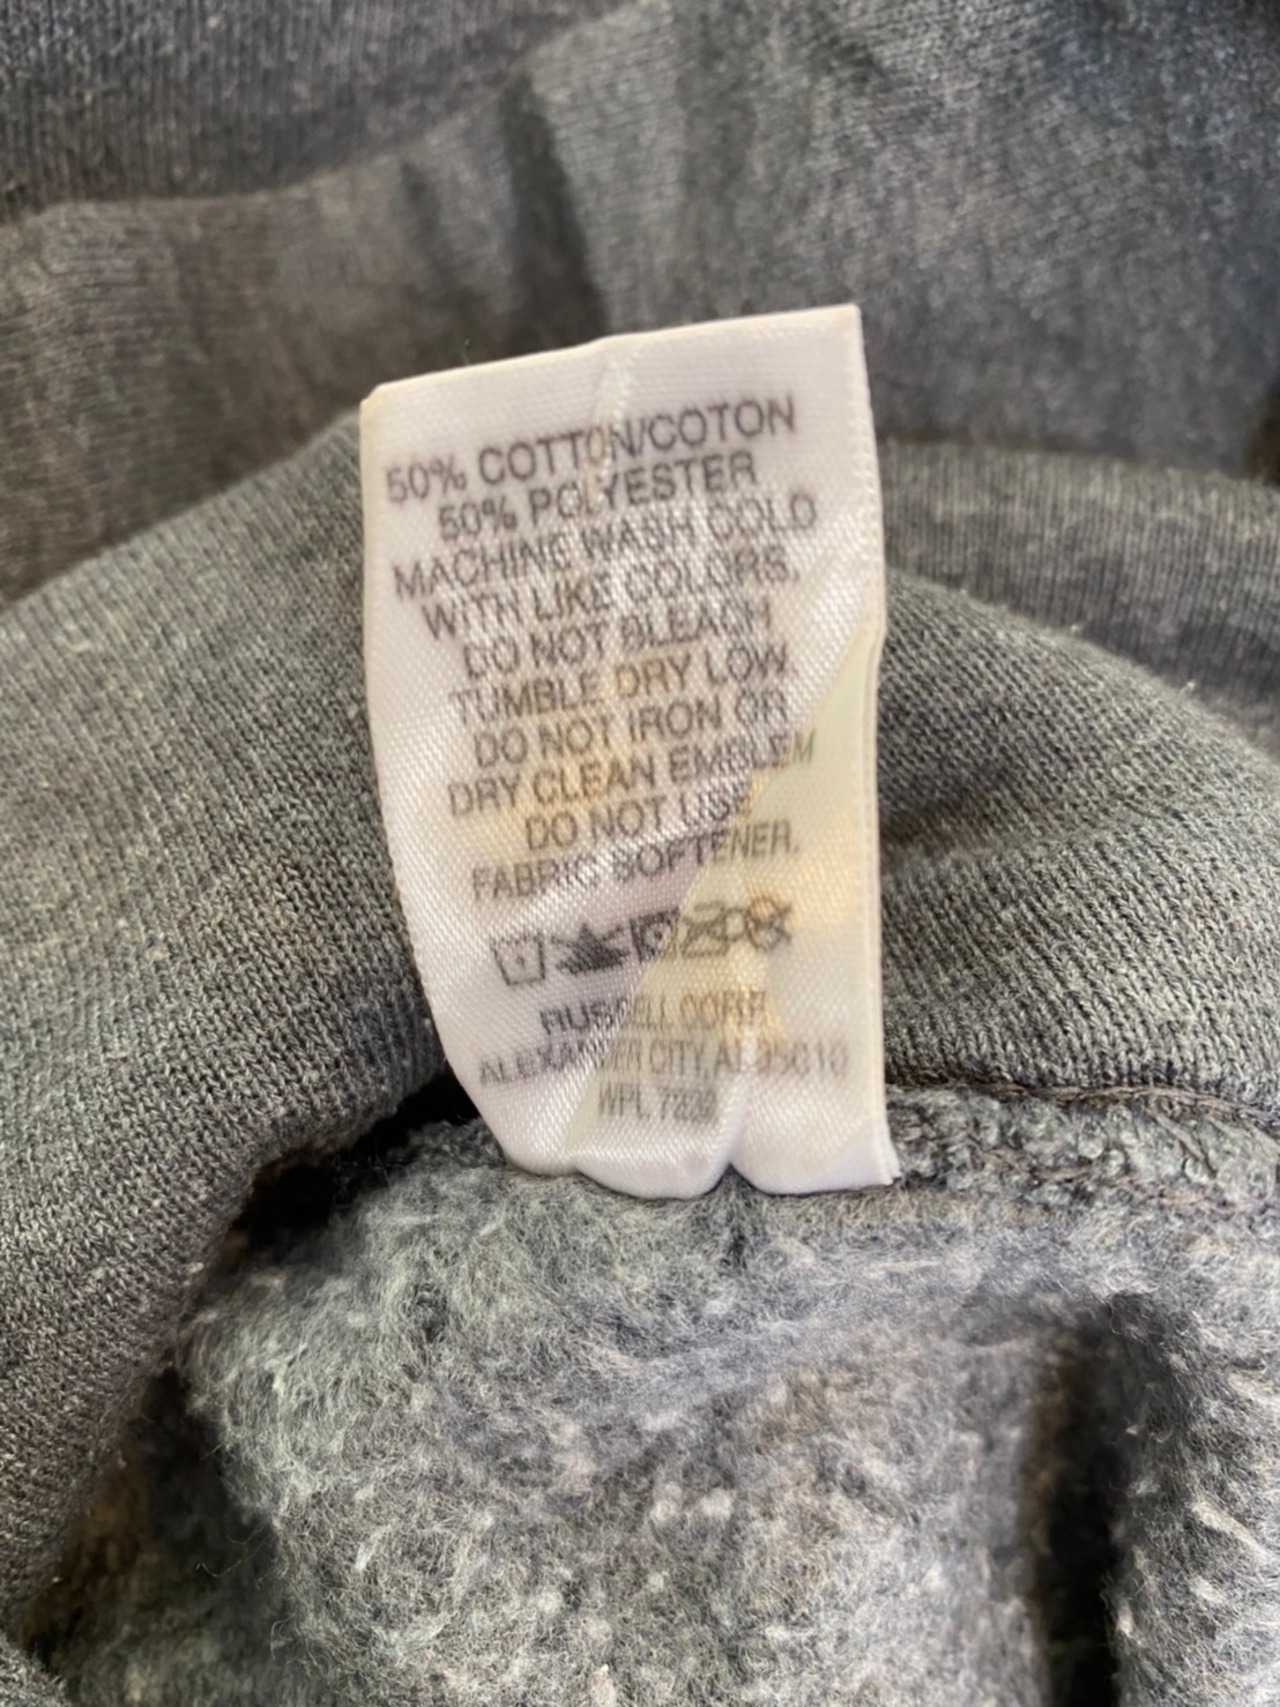 50% COTTON/COTON
50% POLYESTER
MACHINE WASH COLD
WITH LIKE COLORS.
DO NOT BLEACH
TUMBLE DRY LOW
DO NOT IRON OR
DRY CLEAN EMBLEM
DO NOT USE
FABRIC SOFTENER.
RUSSELL CORP.
ALEXANDER CITY, AL 35010
WPL